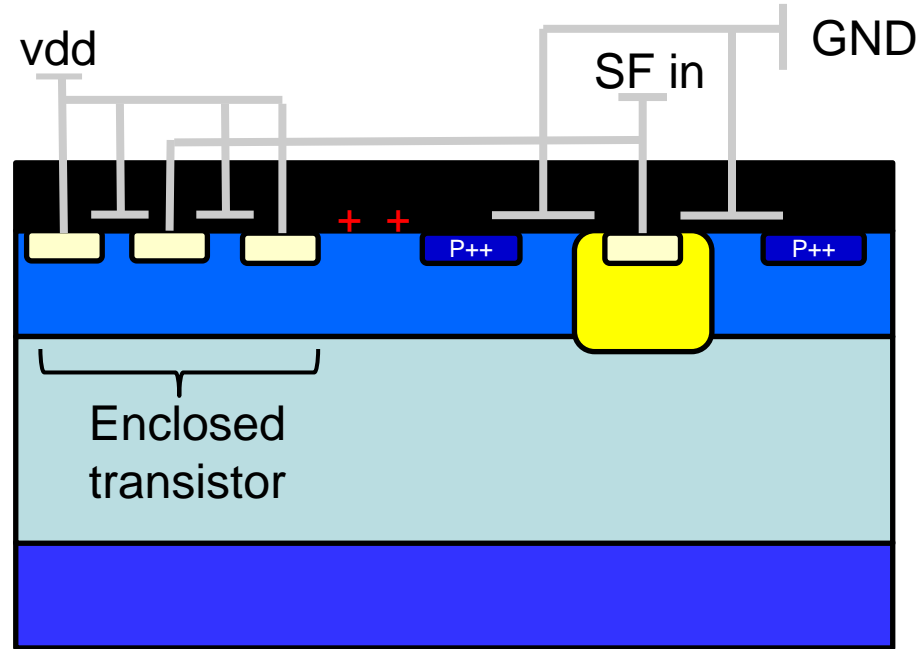 GND
vdd
SF in
+ +
P++
P++
Enclosed
transistor